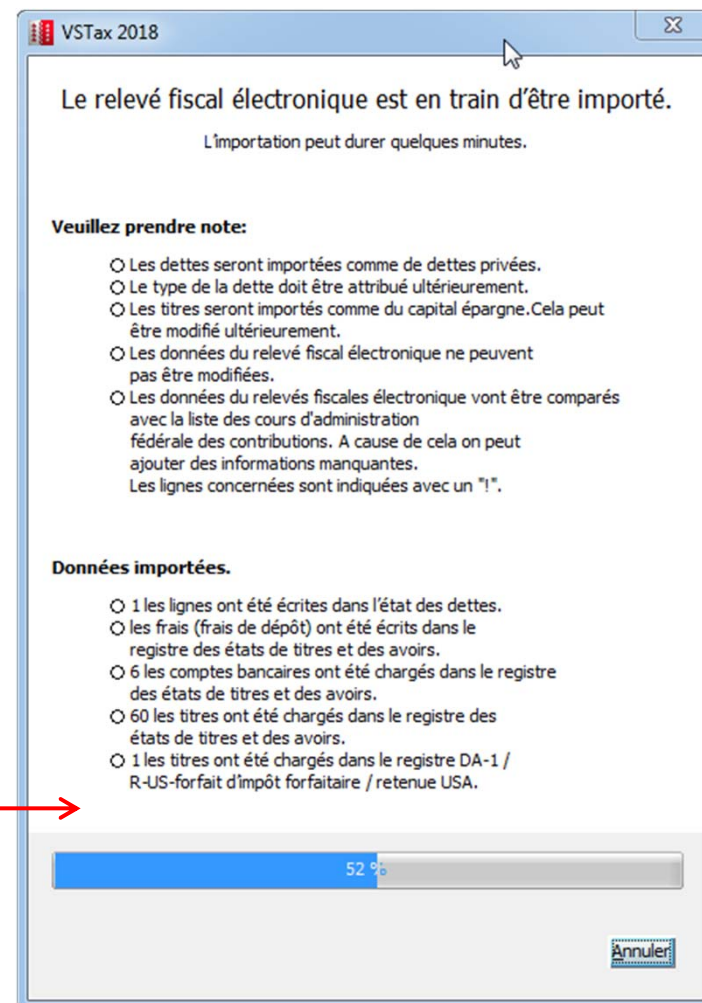 VSTax 2018
Le relevé fiscal électronique est en train d'être importé.
L'importation peut durer quelques minutes.
Veuillez prendre note:
Les dettes seront importées comme de dettes privées.
Le type de la dette doit être attribué ultérieurement.
Les titres seront importés comme du capital épargne.Cela peut
être modifié ultérieurement.
Les données du relevé fiscal électronique ne peuvent
pas être modifiées.
Les données du relevés fiscales électronique vont être comparés
avec la liste des cours d'administration
fédérale des contributions. A cause de cela on peut
ajouter des informations manquantes.
Les lignes concernées sont indiquées avec un "!".
Données importées.
1 les lignes ont été écrites dans l'état des dettes.
les frais (frais de dépôt) ont été écrits dans le
registre des états de titres et des avoirs.
6 les comptes bancaires ont été chargés dans le registre
des états de titres et des avoirs.
60 les titres ont été chargés dans le registre des
états de titres et des avoirs.
1 les titres ont été chargés dans le registre DA-1 /
R-US-forfait d'impôt forfaitaire / retenue USA.
52 %
Annuler